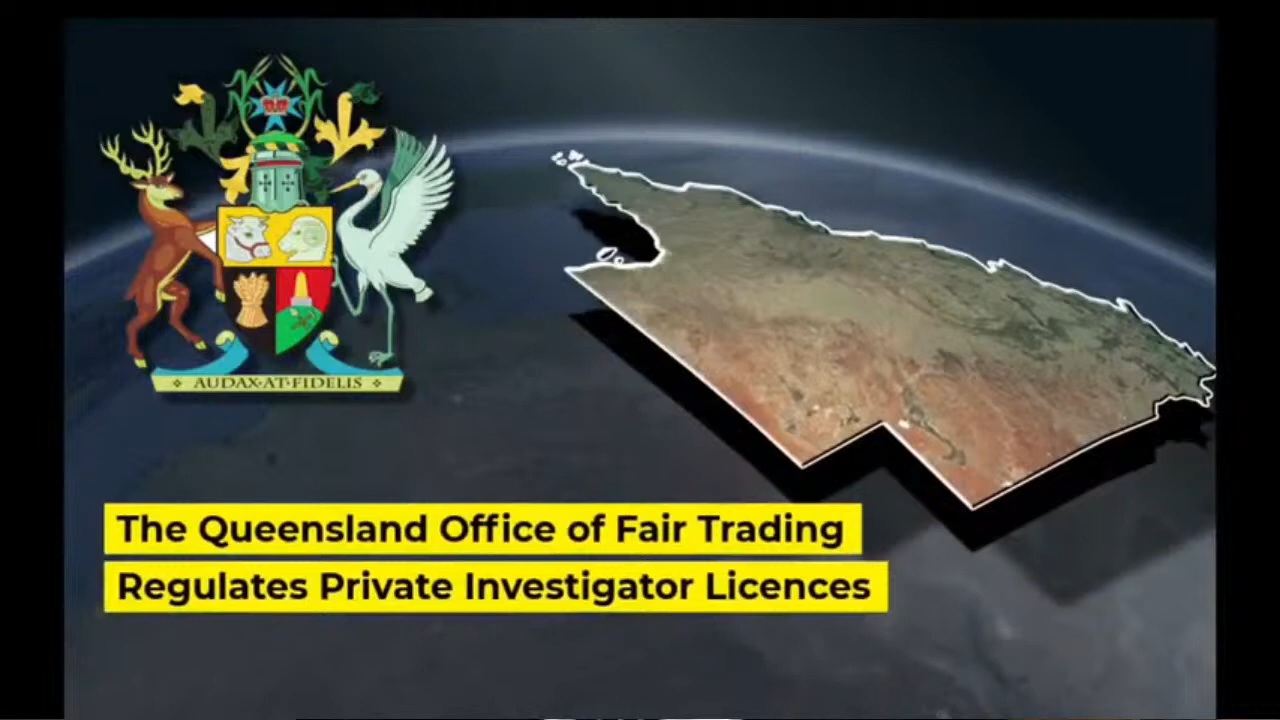 AUDAX·AT·FIDELIS
The Queensland Office of Fair Trading
Regulates Private Investigator Licences